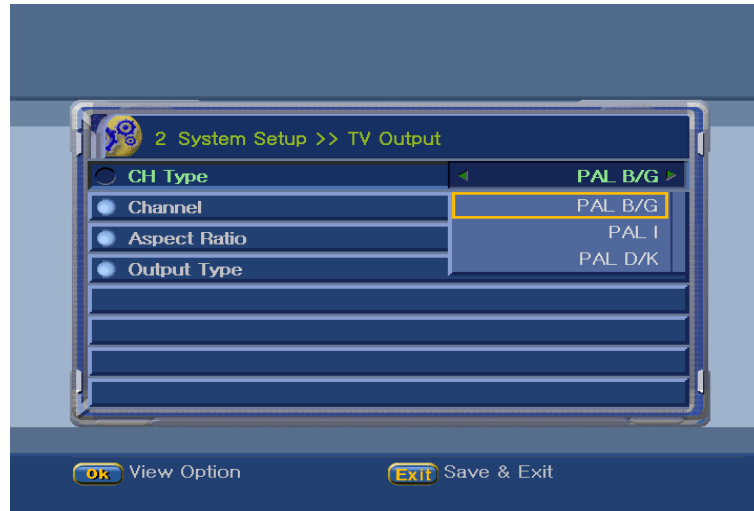 2 System Setup >> TV Output
CH Type PAL B/G
Channel PAL B/G
Aspect Ratio PAL I
Output Type PAL D/K
OK View Option Exit Save & Exit